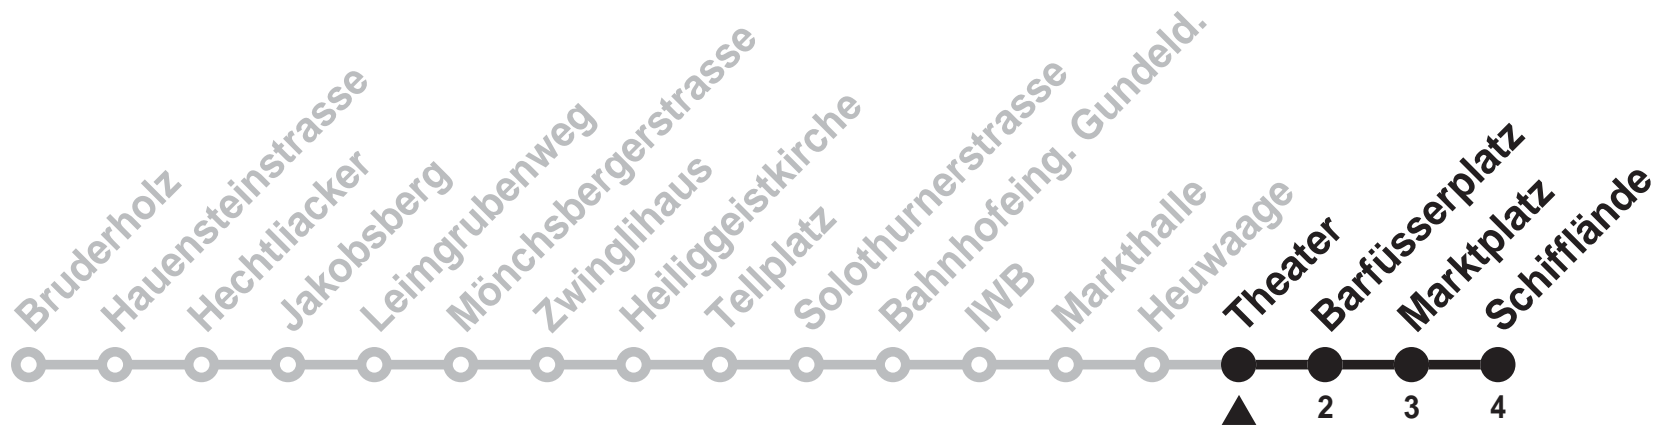 Bruderholz
Hauensteinstrasse
Hechtliacker
Jakobsberg
Leimgrubenweg
Mönchsbergerstrasse
Zwinglihaus
Heiliggeistkirche
Tellplatz
Solothurnerstrasse
Bahnhofeing. Gundeld.
IWB
Markthalle
Heuwaage
Theater
Barfüsserplatz
Marktplatz
Schifflände
2 3 4